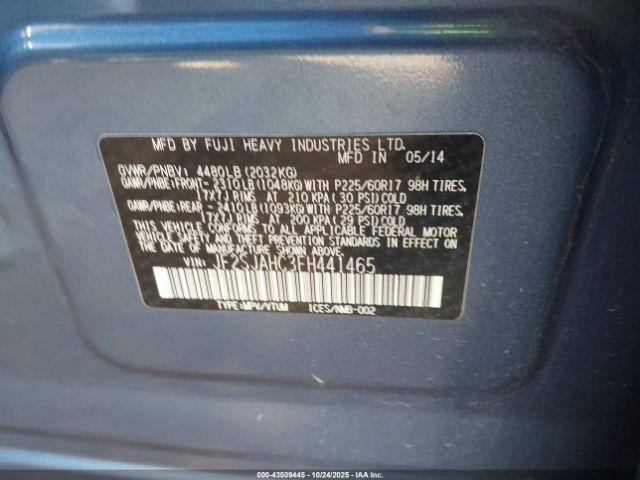 MFD BY FUJI HEAVY INDUSTRIES LTD.
MFD IN 05/14
GVWR/PNBV: 4480LB (2032KG)
GAWR/PNBE: FRONT- 2310LB (1048KG) WITH P225/60R17 98H TIRES,
17X7J RIMS AT 210 KPA (30 PSI) COLD
GAWR/PNBE: REAR- 2410LB (1093KG) WITH P225/60R17 98H TIRES,
17X7J RIMS AT 200 KPA (29 PSI) COLD
THIS VEHICLE CONFORMS TO ALL APPLICABLE FEDERAL MOTOR
VEHICLE SAFETY AND THEFT PREVENTION STANDARDS IN EFFECT
ON THE DATE OF MANUFACTURE SHOWN ABOVE.
VIN: JF2SJAHC3EH441465
TYPE:MPV/VTUM ICES/NMB-002
000-43509445 - 10/24/2025 - IAAI.COM